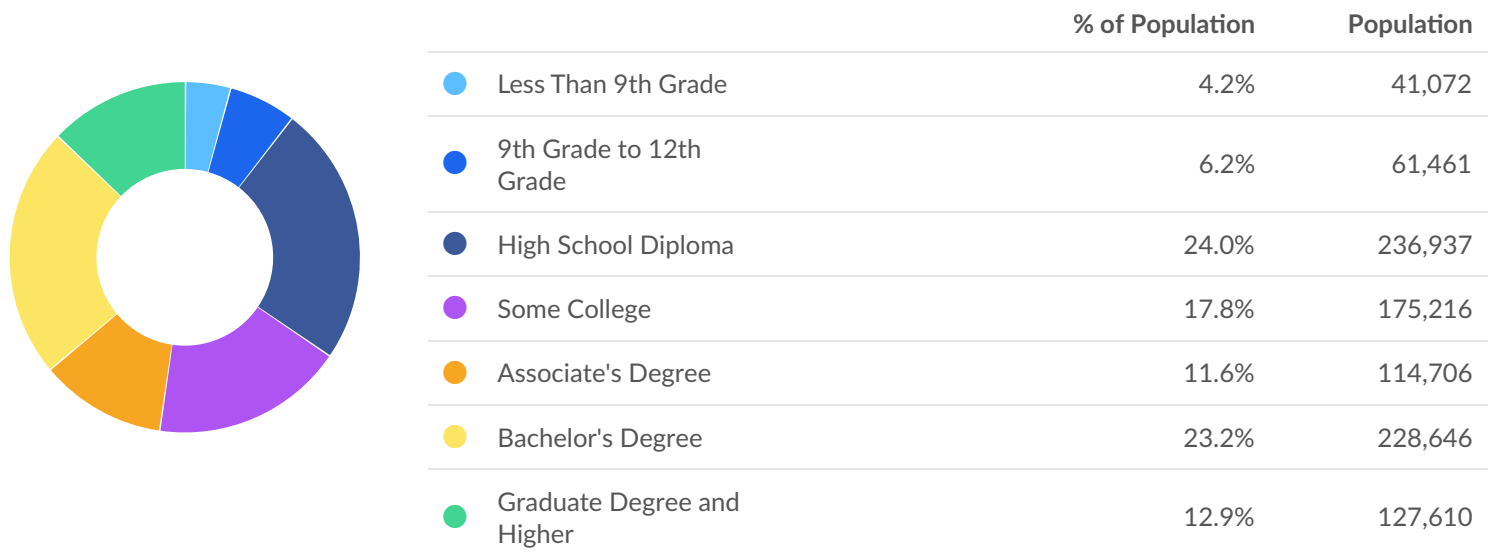 % of Population Population
Less Than 9th Grade 4.2% 41,072
9th Grade to 12th
Grade 6.2% 61,461
High School Diploma 24.0% 236,937
Some College 17.8% 175,216
Associate's Degree 11.6% 114,706
Bachelor's Degree 23.2% 228,646
Graduate Degree and
Higher 12.9% 127,610